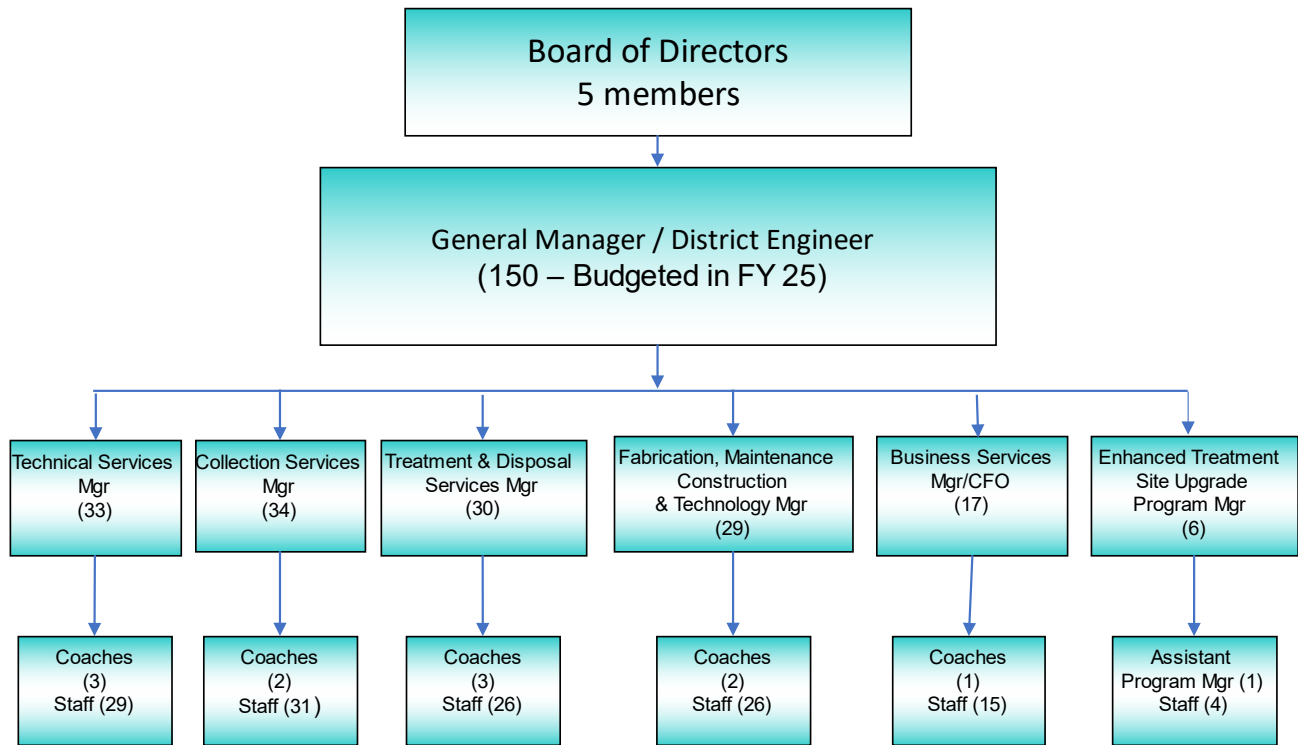 Board of Directors
5 members
General Manager / District Engineer
(150 – Budgeted in FY 25)
Technical Services
Mgr
(33)
Collection Services
Mgr
(34)
Treatment & Disposal
Services Mgr
(30)
Fabrication, Maintenance
Construction
& Technology Mgr
(29)
Business Services
Mgr/CFO
(17)
Enhanced Treatment
Site Upgrade
Program Mgr
(6)
Coaches
(3)
Staff (29)
Coaches
(2)
Staff (31)
Coaches
(3)
Staff (26)
Coaches
(2)
Staff (26)
Coaches
(1)
Staff (15)
Assistant
Program Mgr (1)
Staff (4)